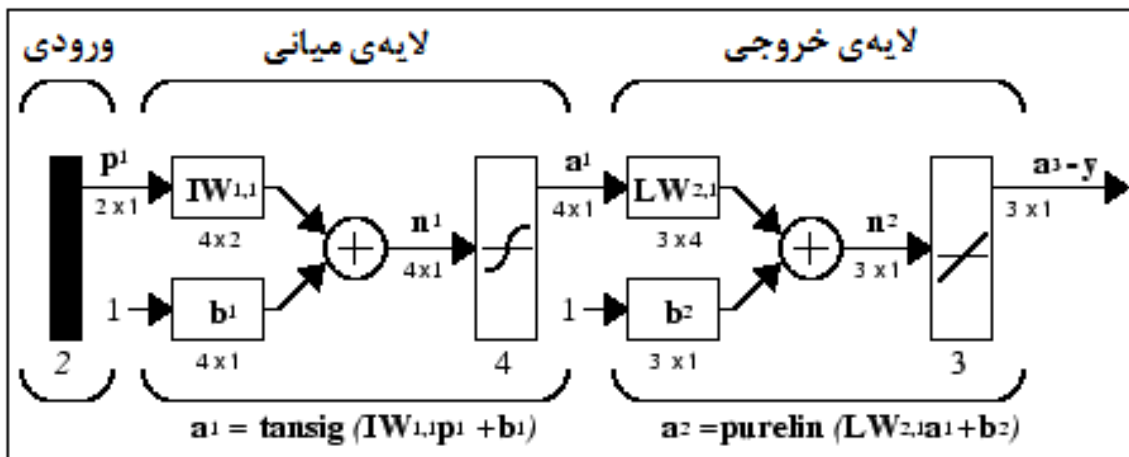 ورودی
لایه‌ی میانی
لایه‌ی خروجی
p1
2 x 1
IW1,1
4 x 2
1
b1
4 x 1
2
n1
4 x 1
4
a1
4 x 1
LW2,1
3 x 4
1
b2
3 x 1
n2
3 x 1
3
a3-y
3 x 1
a1 = tansig (IW1,1p1 +b1)
a2 =purelin (LW2,1a1+b2)